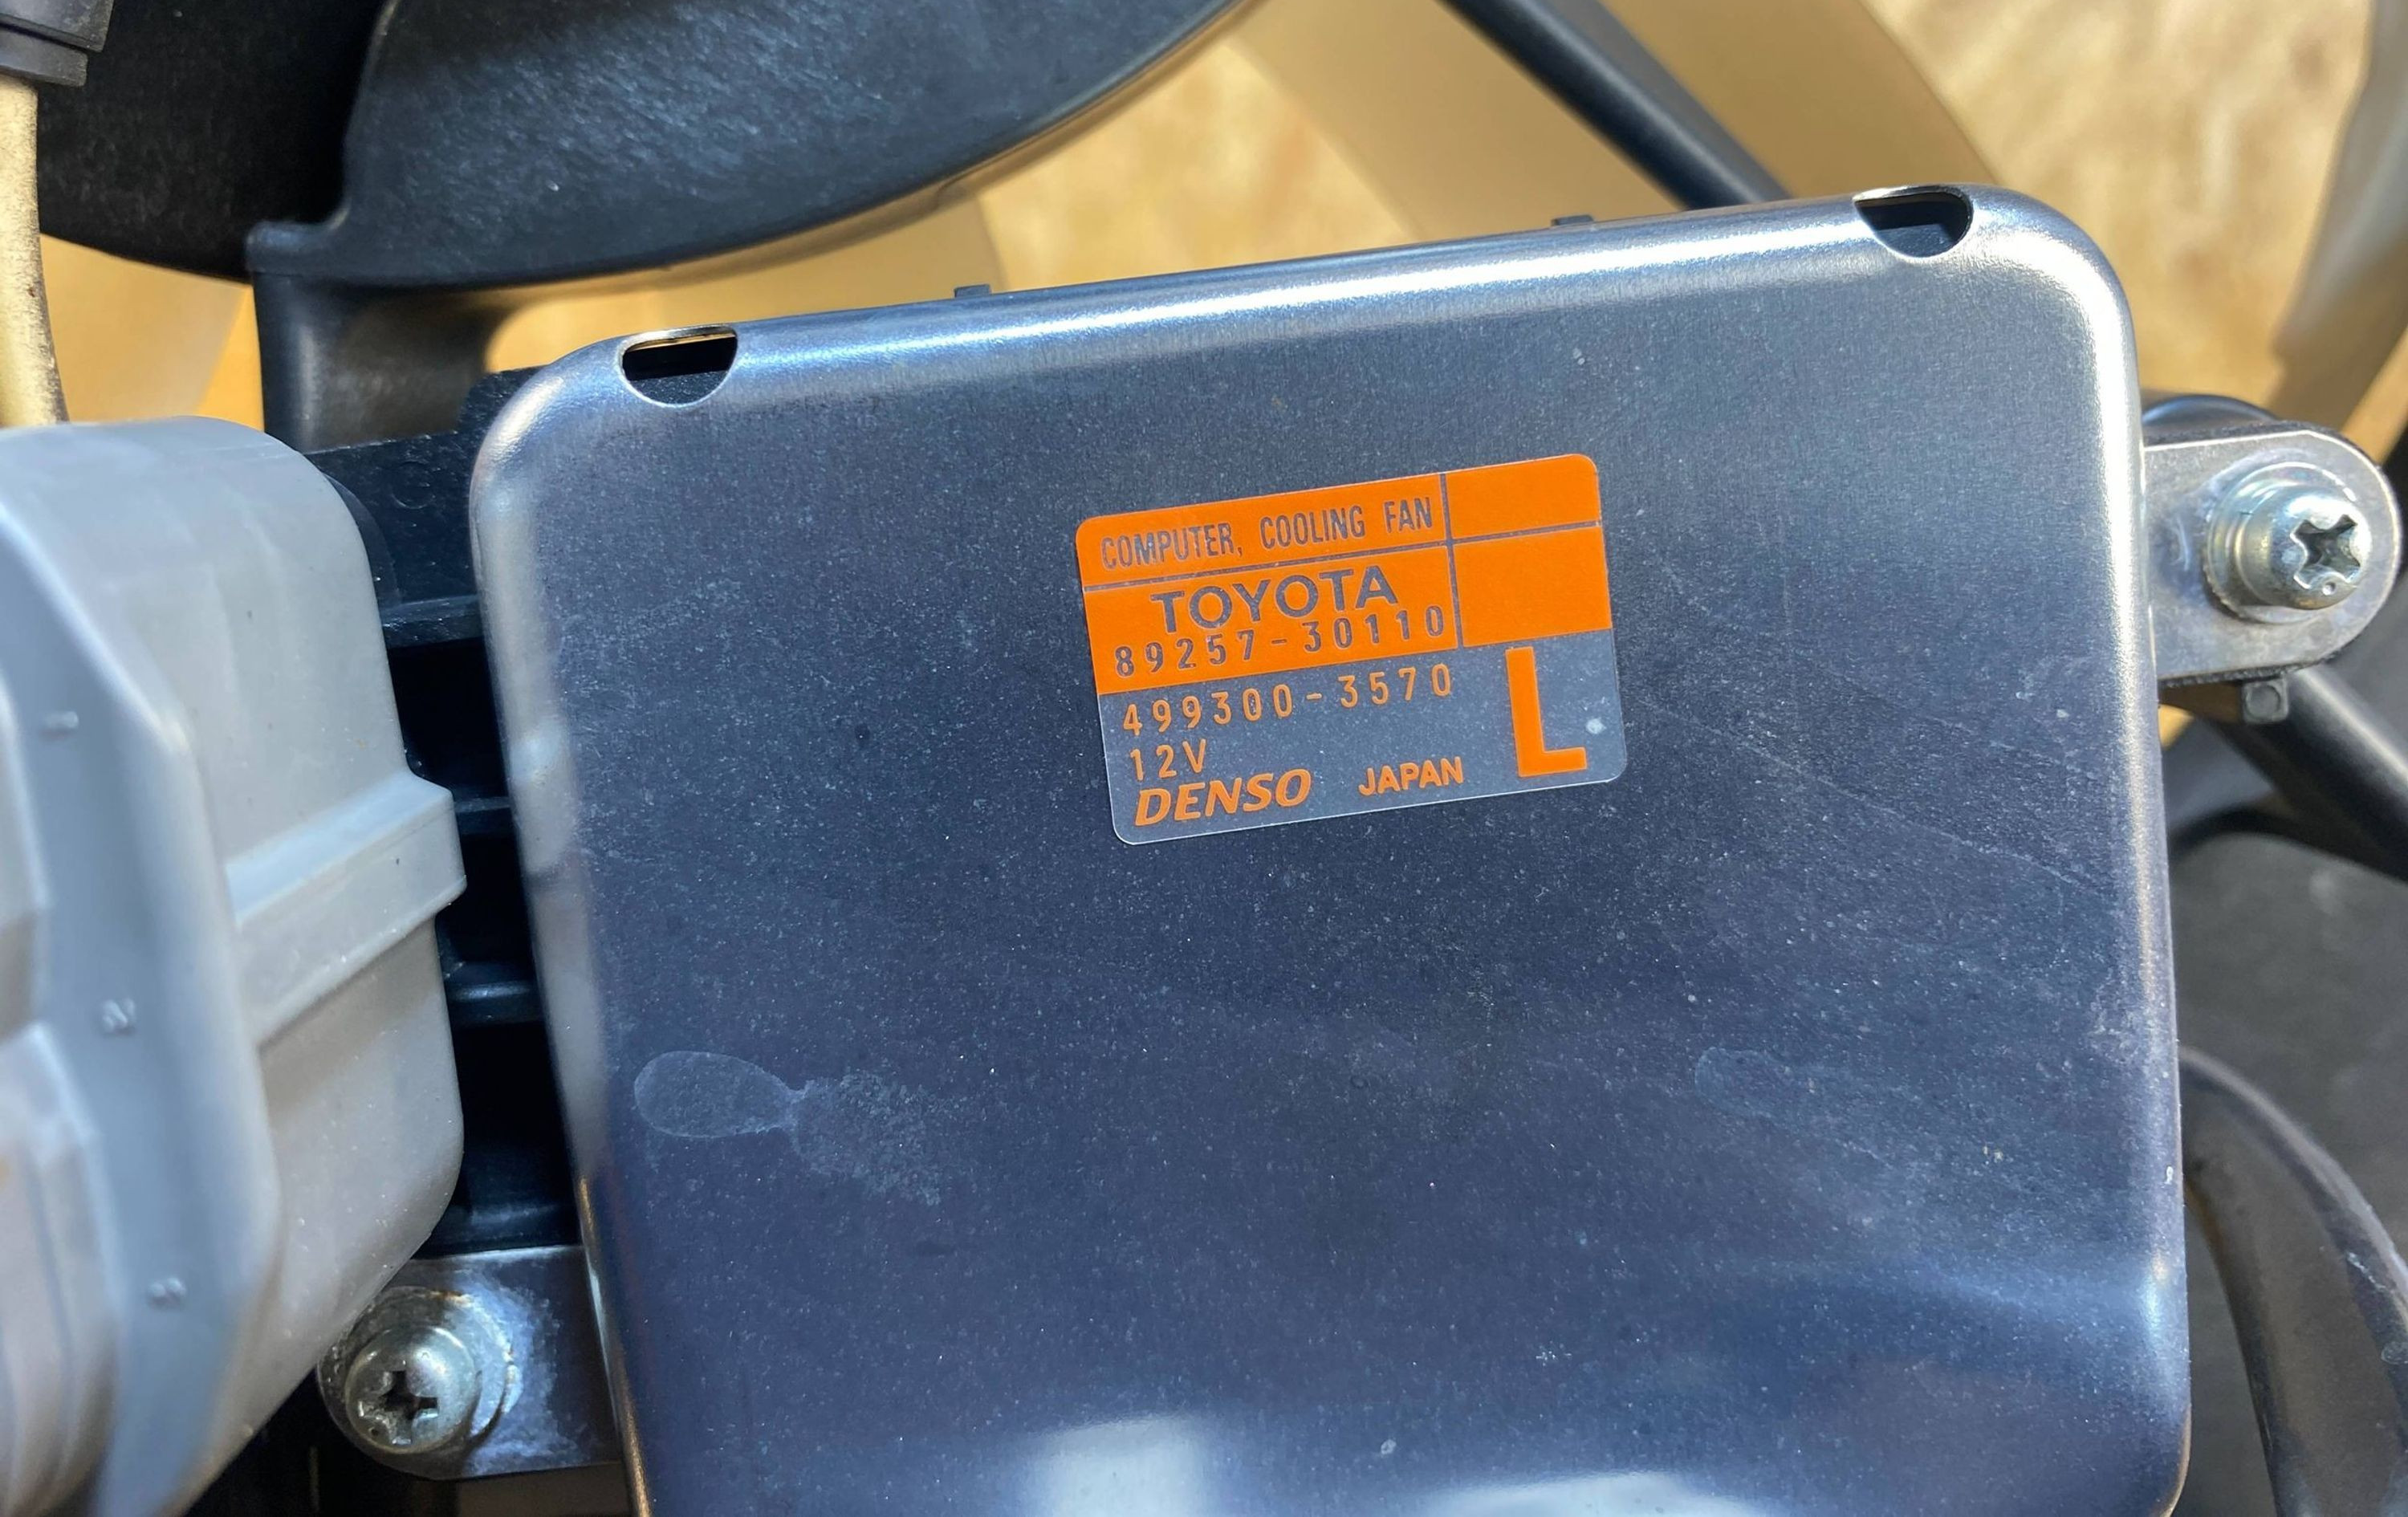 COMPUTER, COOLING FAN
TOYOTA
89257-30110
499300-3570
12V
L
DENSO JAPAN